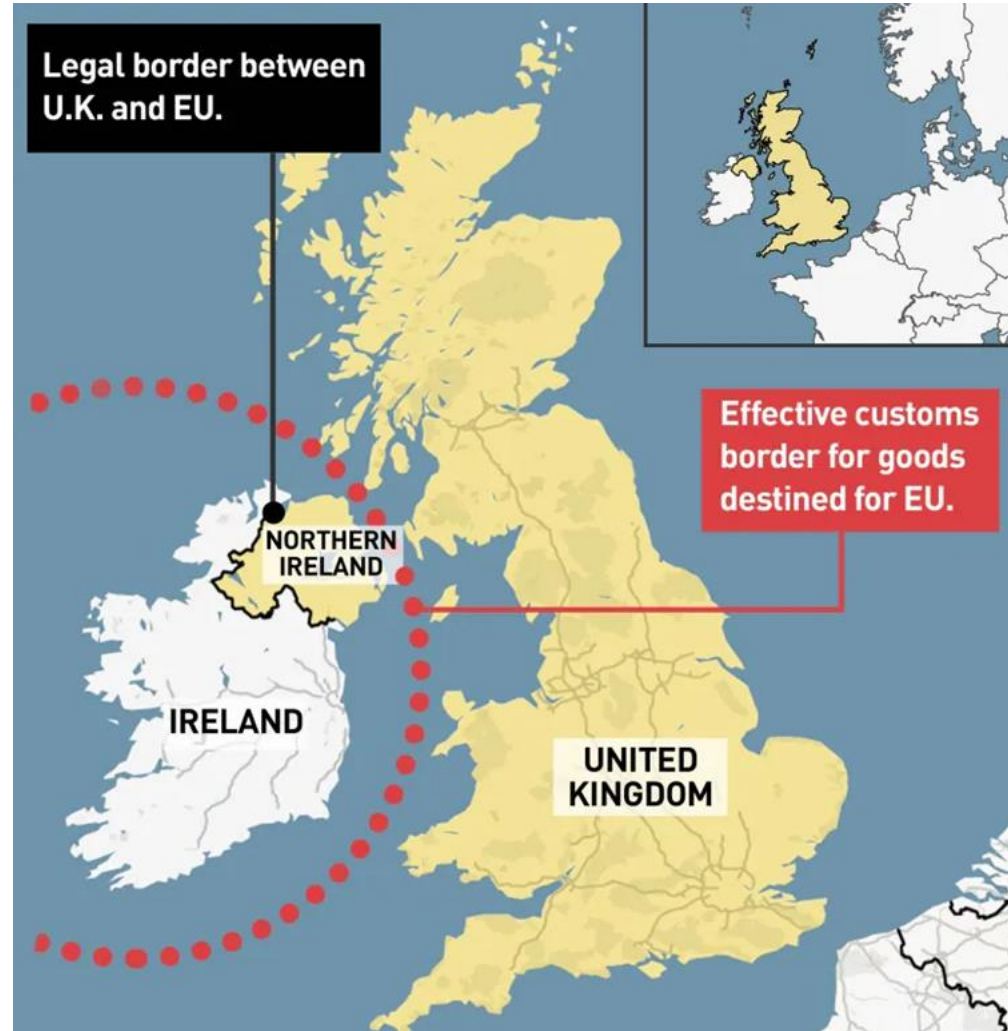 Legal border between
U.K. and EU.
Effective customs
border for goods
destined for EU.
NORTHERN
IRELAND
IRELAND
UNITED
KINGDOM